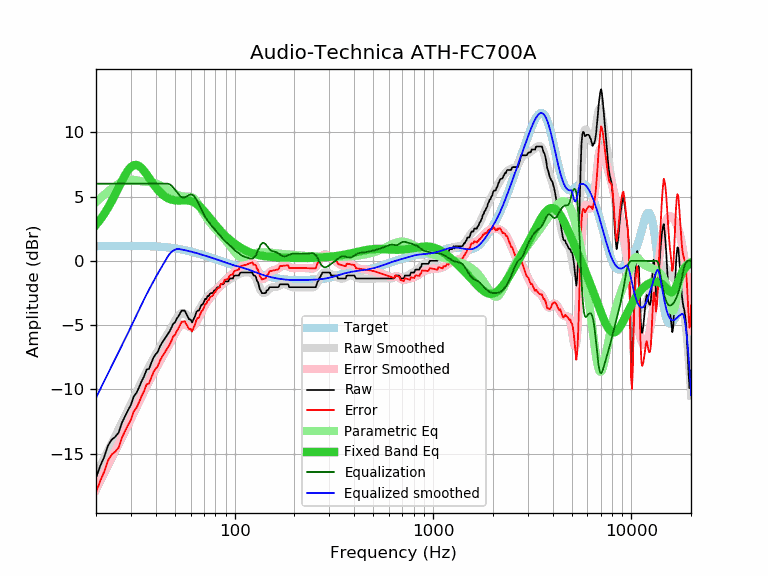 Audio-Technica ATH-FC700A
Amplitude (dBr)
10
5
0
−5
−10
−15
Target
Raw Smoothed
Error Smoothed
Raw
Error
Parametric Eq
Fixed Band Eq
Equalization
Equalized smoothed
100
1000
10000
Frequency (Hz)